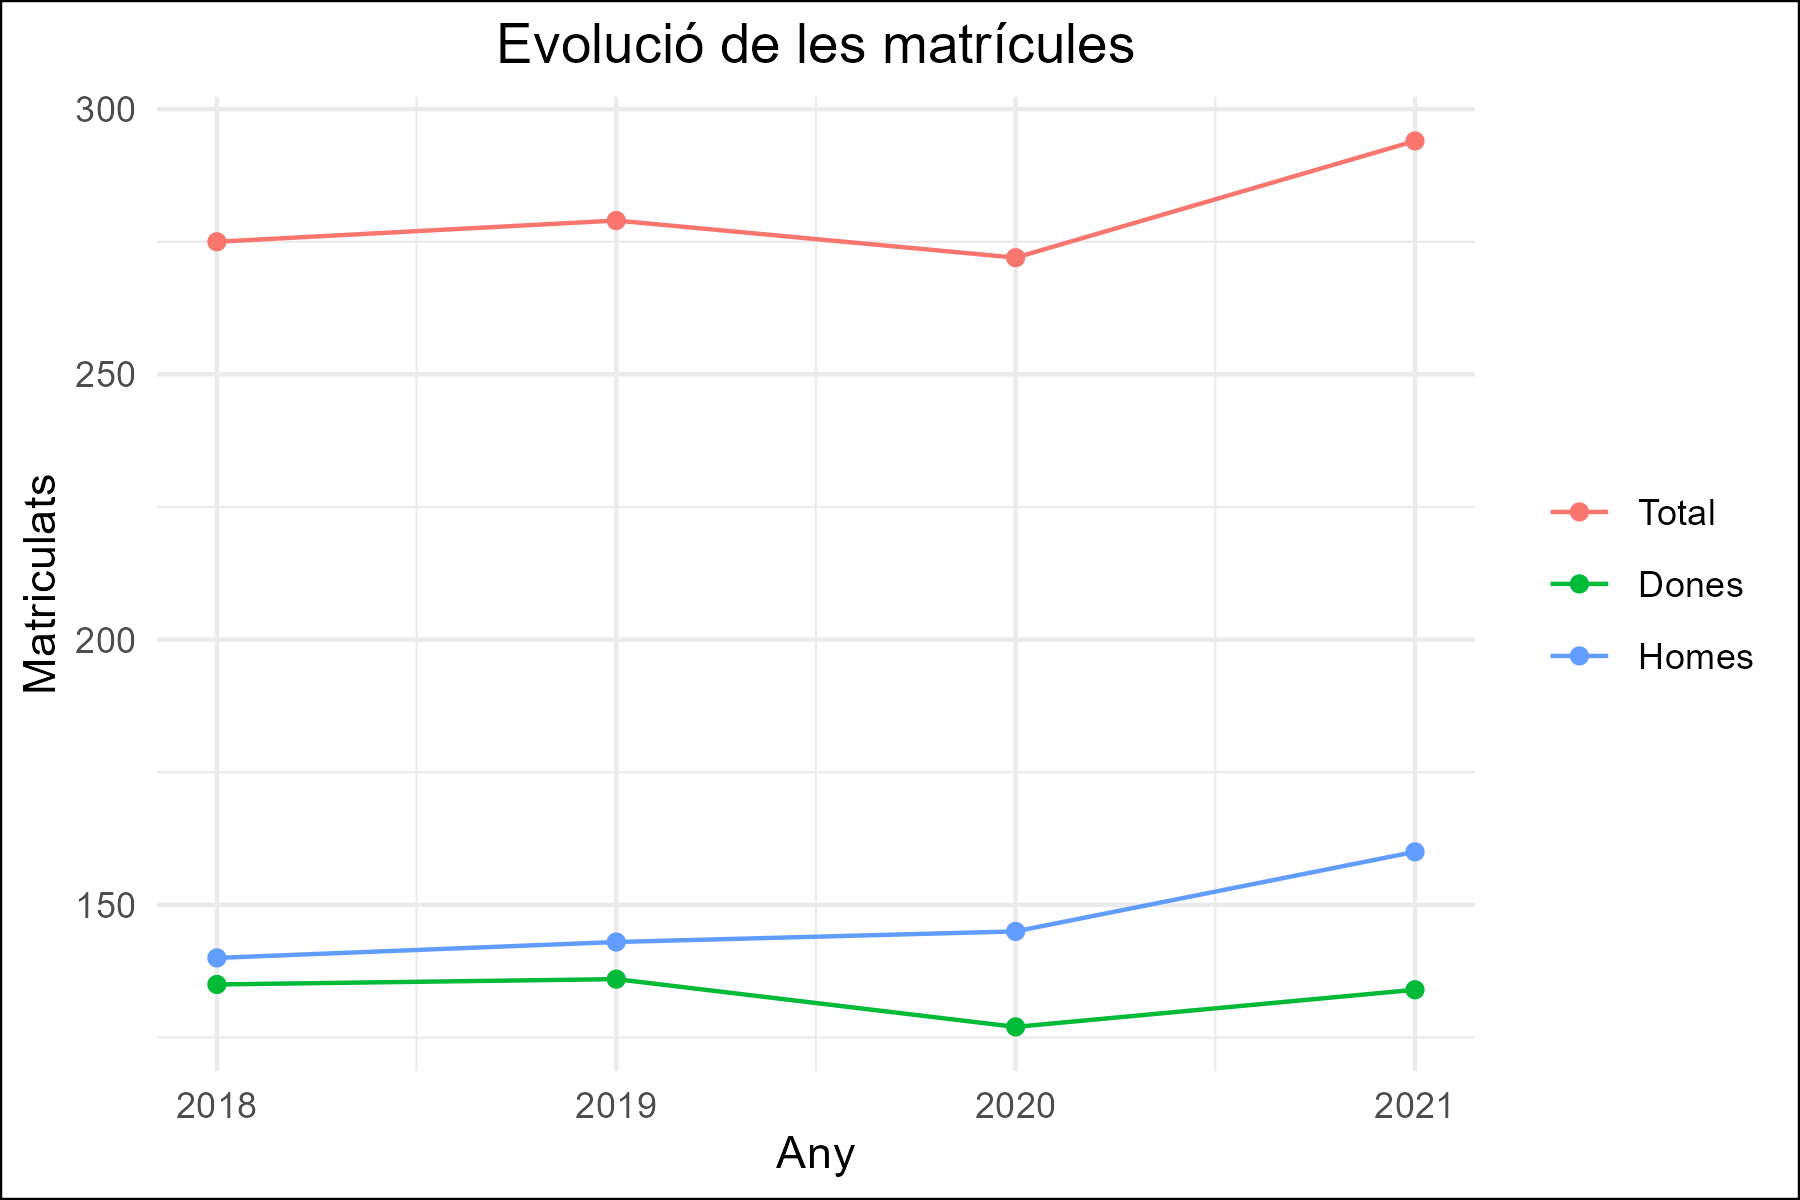 Evolució de les matrícules
300
250
200
150
Matriculats
2018 2019 2020 2021
Any
Total
Dones
Homes